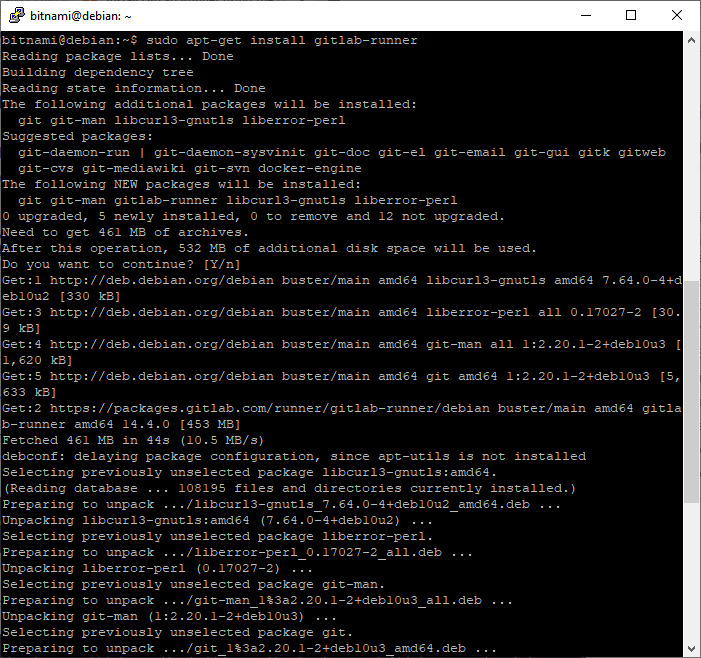 bitnami@debian: ~
bitnami@debian:~$ sudo apt-get install gitlab-runner
Reading package lists... Done
Building dependency tree
Reading state information... Done
The following additional packages will be installed:
  git git-man libcurl3-gnutls liberror-perl
Suggested packages:
  git-daemon-run | git-daemon-sysvinit git-doc git-el git-email git-gui gitk gitweb
  git-cvs git-mediawiki git-svn docker-engine
The following NEW packages will be installed:
  git git-man gitlab-runner libcurl3-gnutls liberror-perl
0 upgraded, 5 newly installed, 0 to remove and 12 not upgraded.
Need to get 461 MB of archives.
After this operation, 532 MB of additional disk space will be used.
Do you want to continue? [Y/n]
Get:1 http://deb.debian.org/debian buster/main amd64 libcurl3-gnutls amd64 7.64.0-4+d
eb10u2 [330 kB]
Get:3 http://deb.debian.org/debian buster/main amd64 liberror-perl all 0.17027-2 [30.
9 kB]
Get:4 http://deb.debian.org/debian buster/main amd64 git-man all 1:2.20.1-2+deb10u3 [
1,620 kB]
Get:5 http://deb.debian.org/debian buster/main amd64 git amd64 1:2.20.1-2+deb10u3 [5,
633 kB]
Get:2 https://packages.gitlab.com/runner/gitlab-runner/debian buster/main amd64 gitla
b-runner amd64 14.4.0 [453 MB]
Fetched 461 MB in 44s (10.5 MB/s)
debconf: delaying package configuration, since apt-utils is not installed
Selecting previously unselected package libcurl3-gnutls:amd64.
(Reading database ... 108195 files and directories currently installed.)
Preparing to unpack .../libcurl3-gnutls_7.64.0-4+deb10u2_amd64.deb ...
Unpacking libcurl3-gnutls:amd64 (7.64.0-4+deb10u2) ...
Selecting previously unselected package liberror-perl.
Preparing to unpack .../liberror-perl_0.17027-2_all.deb ...
Unpacking liberror-perl (0.17027-2) ...
Selecting previously unselected package git-man.
Preparing to unpack .../git-man_1%3a2.20.1-2+deb10u3_all.deb ...
Unpacking git-man (1:2.20.1-2+deb10u3) ...
Selecting previously unselected package git.
Preparing to unpack .../git_1%3a2.20.1-2+deb10u3_amd64.deb ...